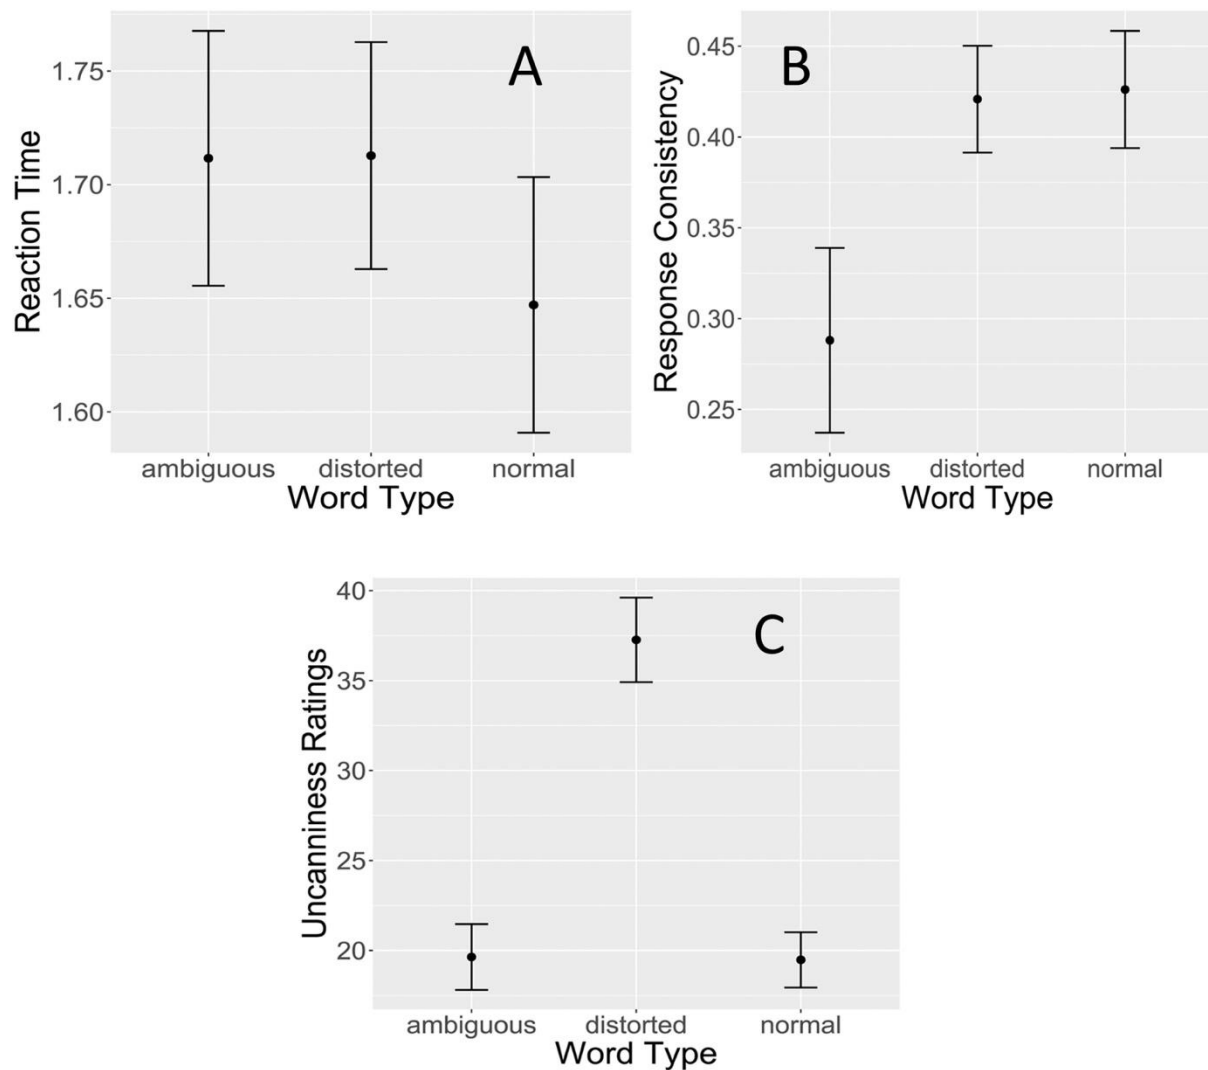 A
Reaction Time
1.75
1.70
1.65
1.60
ambiguous distorted normal
Word Type
B
Response Consistency
0.45
0.40
0.35
0.30
0.25
ambiguous distorted normal
Word Type
C
Uncanniness Ratings
40
35
30
25
20
ambiguous distorted normal
Word Type